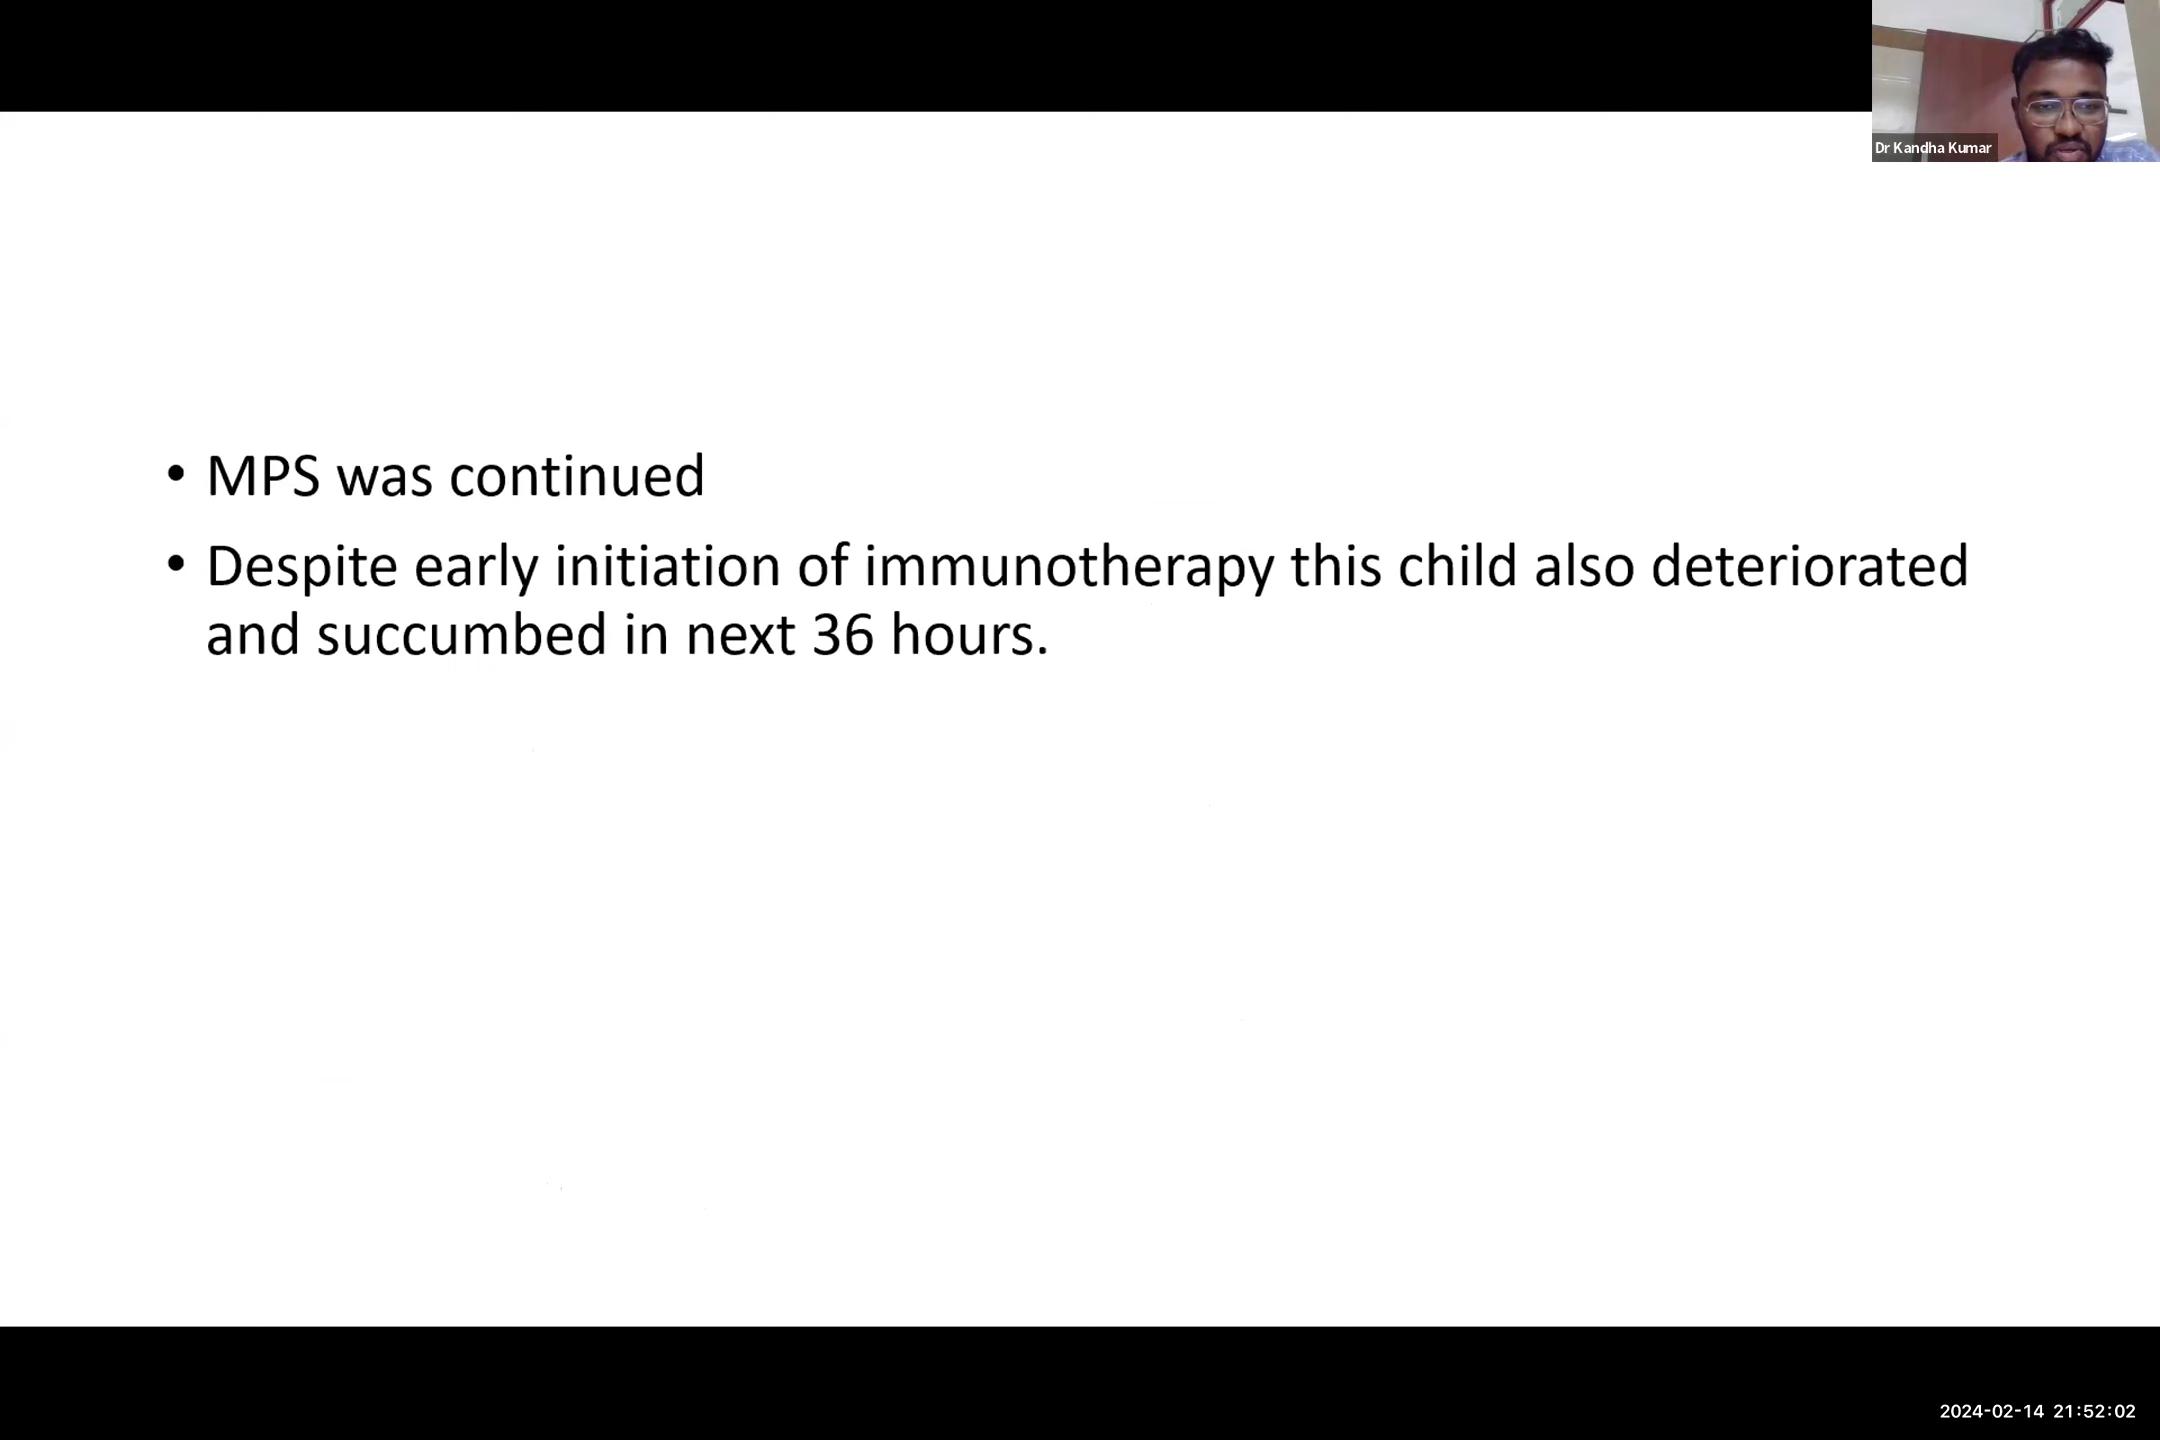 Dr Kandha Kumar
• MPS was continued
• Despite early initiation of immunotherapy this child also deteriorated
and succumbed in next 36 hours.
2024-02-14 21:52:02